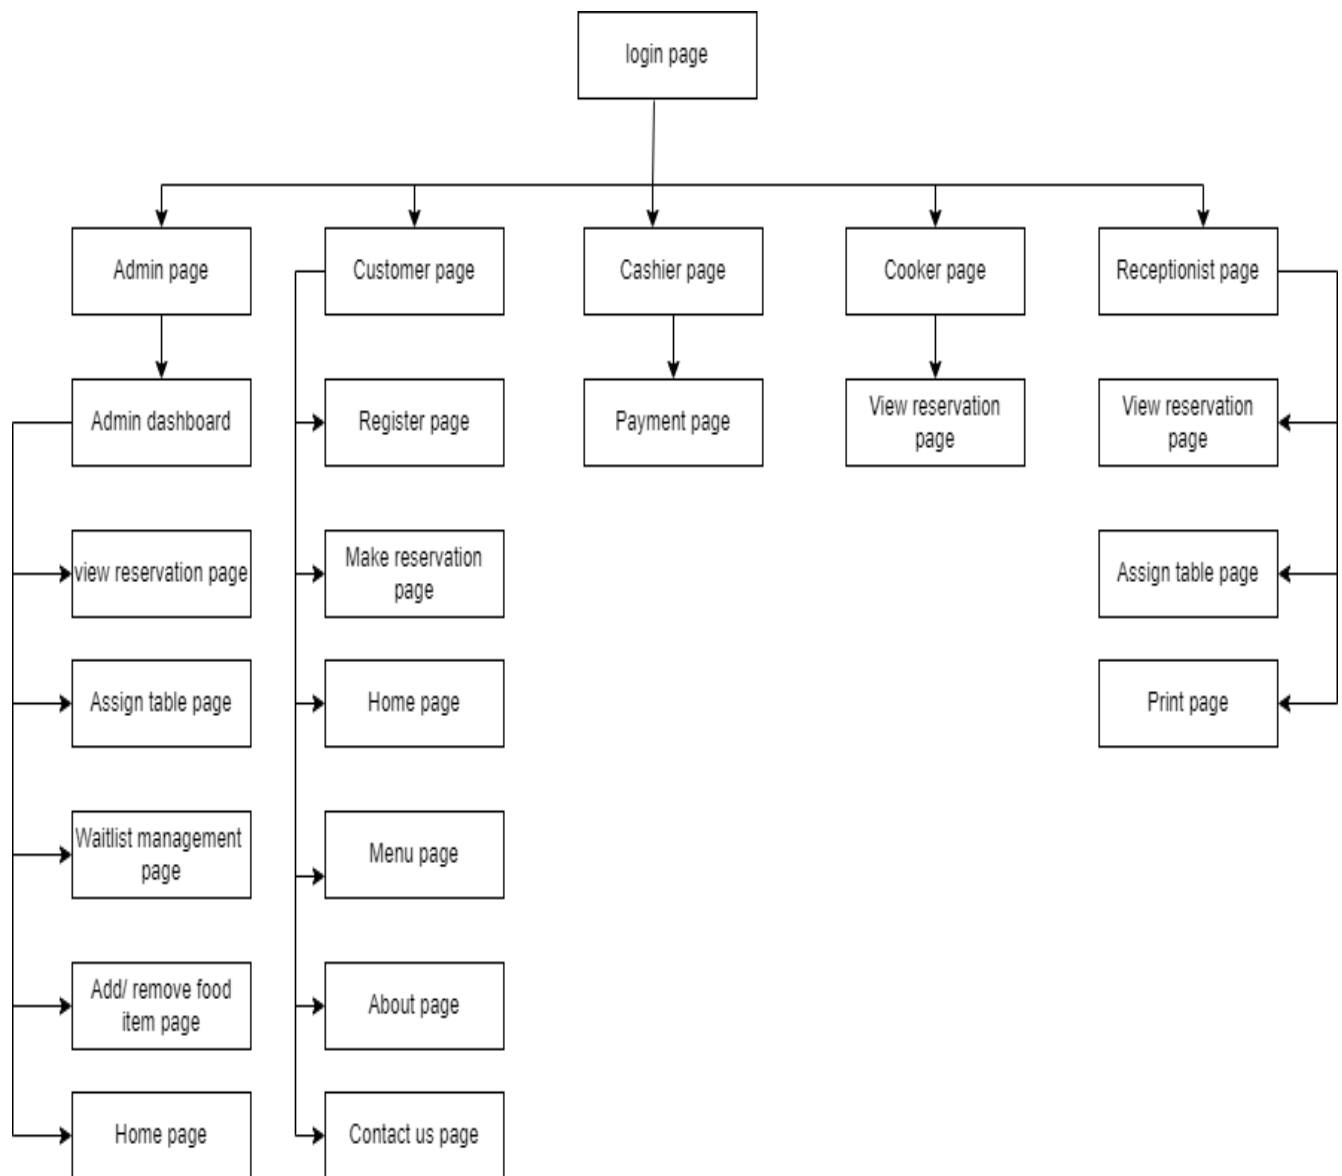 login page
Admin page
Customer page
Cashier page
Cooker page
Receptionist page
Admin dashboard
Register page
Payment page
View reservation
page
View reservation
page
view reservation page
Make reservation
page
Assign table page
Assign table page
Home page
Print page
Waitlist management
page
Menu page
Add/ remove food
item page
About page
Home page
Contact us page